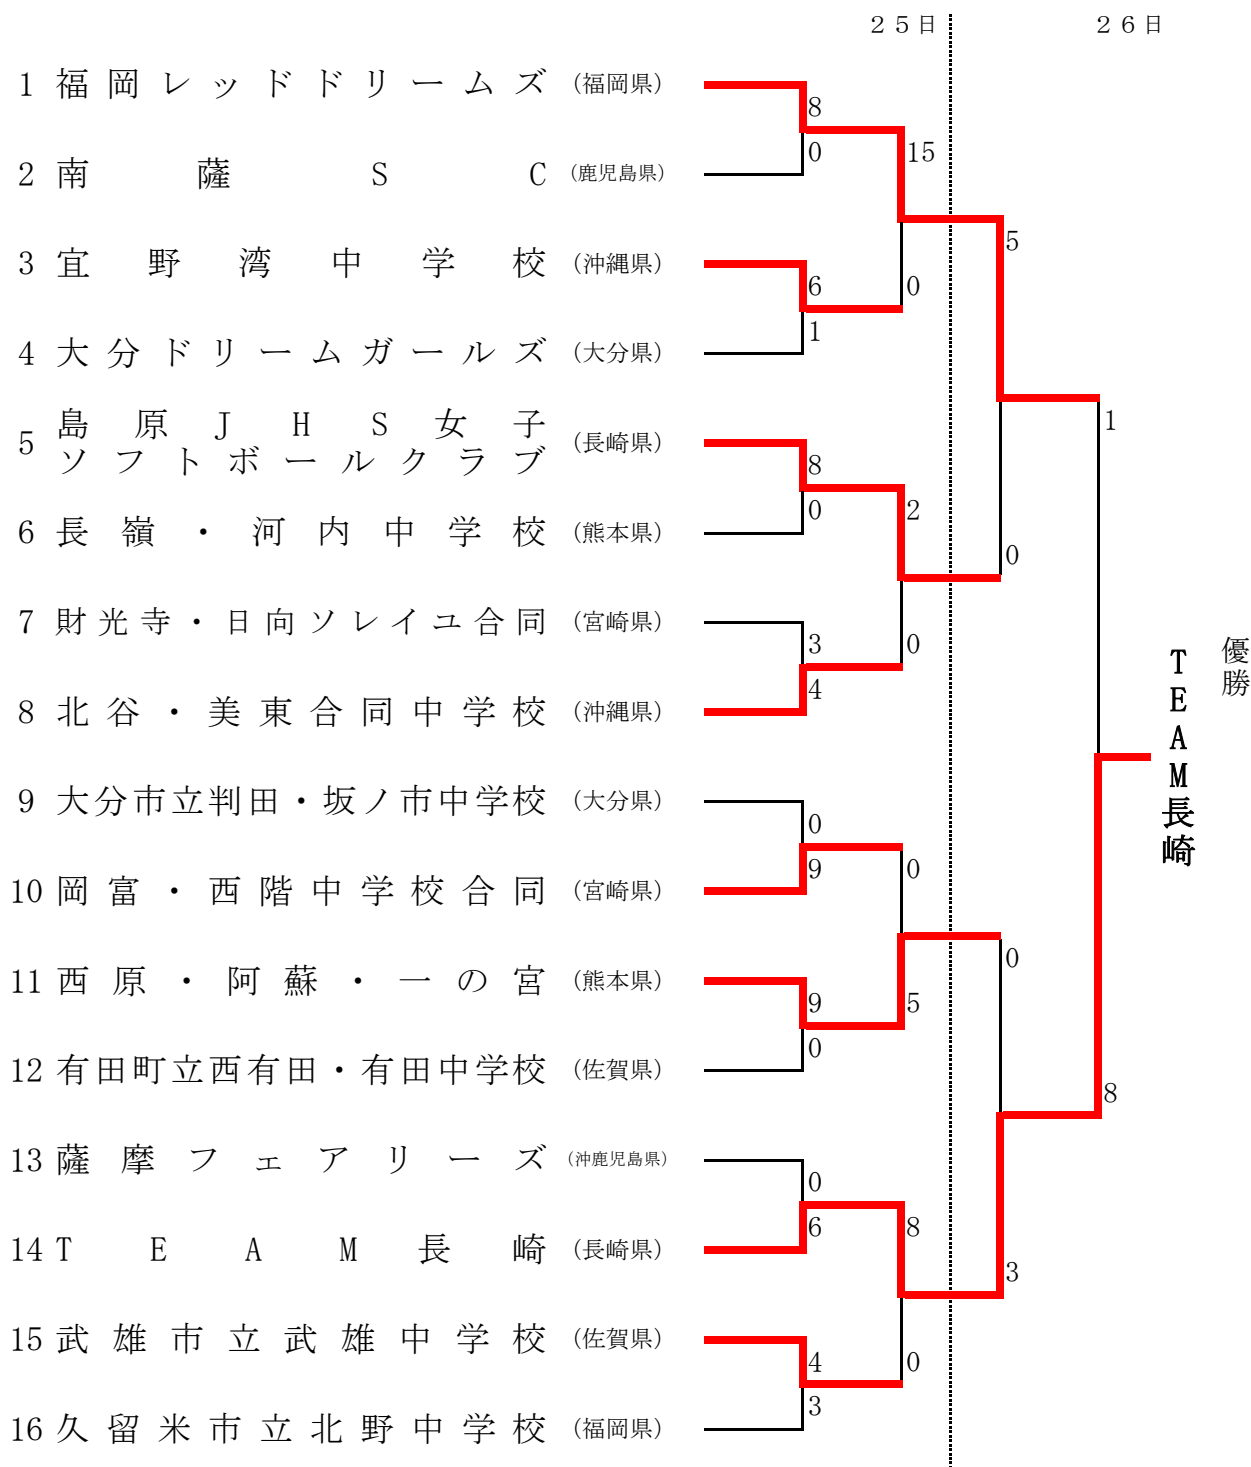 ２５日
２６日
1 福岡レッドドリームズ (福岡県)
8
0
15
2 南薩SC (鹿児島県)
3 宜野湾中学校 (沖縄県)
5
6
0
1
4 大分ドリームガールズ (大分県)
1
5 島原JHS女子
ソフトボールクラブ (長崎県)
8
0
2
6 長嶺・河内中学校 (熊本県)
0
7 財光寺・日向ソレイユ合同 (宮崎県)
3
0
4
8 北谷・美東合同中学校 (沖縄県)
優勝
TEAM長崎
9 大分市立判田・坂ノ市中学校 (大分県)
0
9
0
10 岡富・西階中学校合同 (宮崎県)
0
11 西原・阿蘇・一の宮 (熊本県)
9
5
0
12 有田町立西有田・有田中学校 (佐賀県)
8
13 薩摩フェアリーズ (沖鹿児島県)
0
6
8
14 TEAM長崎 (長崎県)
3
15 武雄市立武雄中学校 (佐賀県)
4
0
3
16 久留米市立北野中学校 (福岡県)